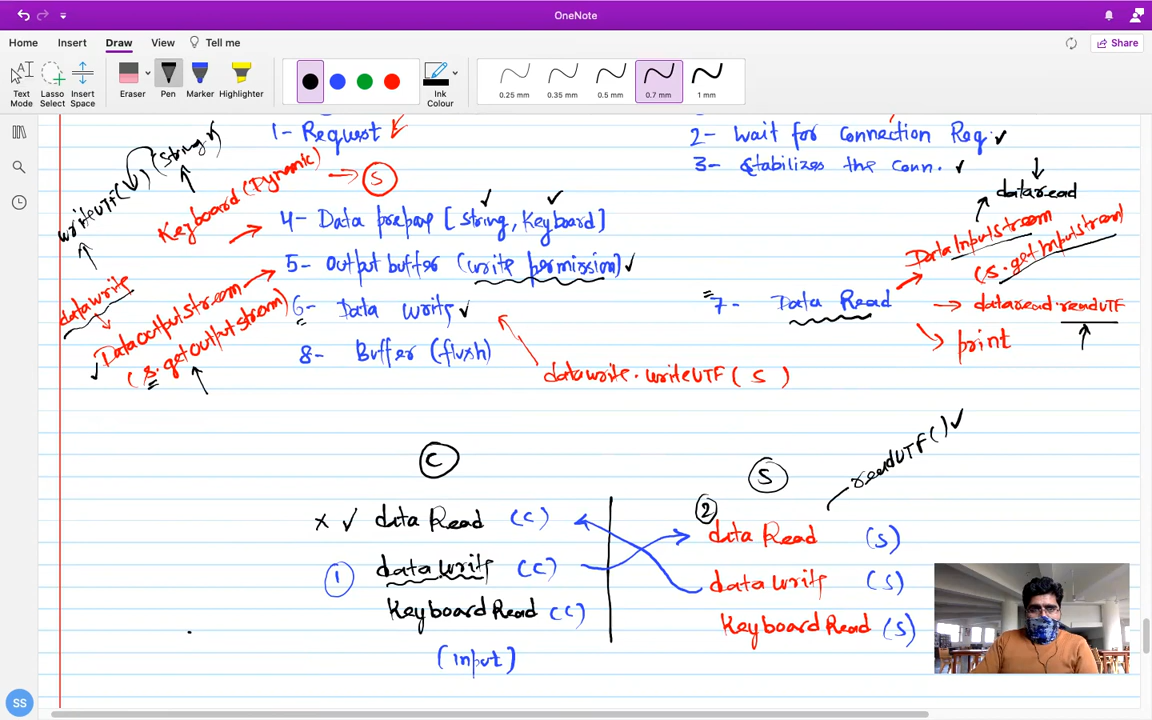 OneNote
Home Insert Draw View Tell me
Share
Text Mode
Lasso Select
Insert Space
Eraser
Pen
Marker
Highlighter
Ink Colour
0.25 mm
0.35 mm
0.5 mm
0.7 mm
1 mm
1- Request
2- Wait for Connection Req.
3- Stabilizes the Conn.
writeUTF( ) (String)
Keyboard (Dynamic) → S
dataread
4- Data prepare [string, Keyboard]
DataInputstream
(s.getInputstream
5- Output buffer (write permission)
datawrite
Dataoutputstream
(s.getoutputstream)
6- Data write
7- Data Read
dataread.readUTF
print
8- Buffer (flush)
datawrite.writeUTF(s)
C
S
readUTF()
x ✓ data Read (C)
2 data Read (S)
1 data write (C)
data write (S)
KeyboardRead (C)
KeyboardRead (S)
(input)
SS